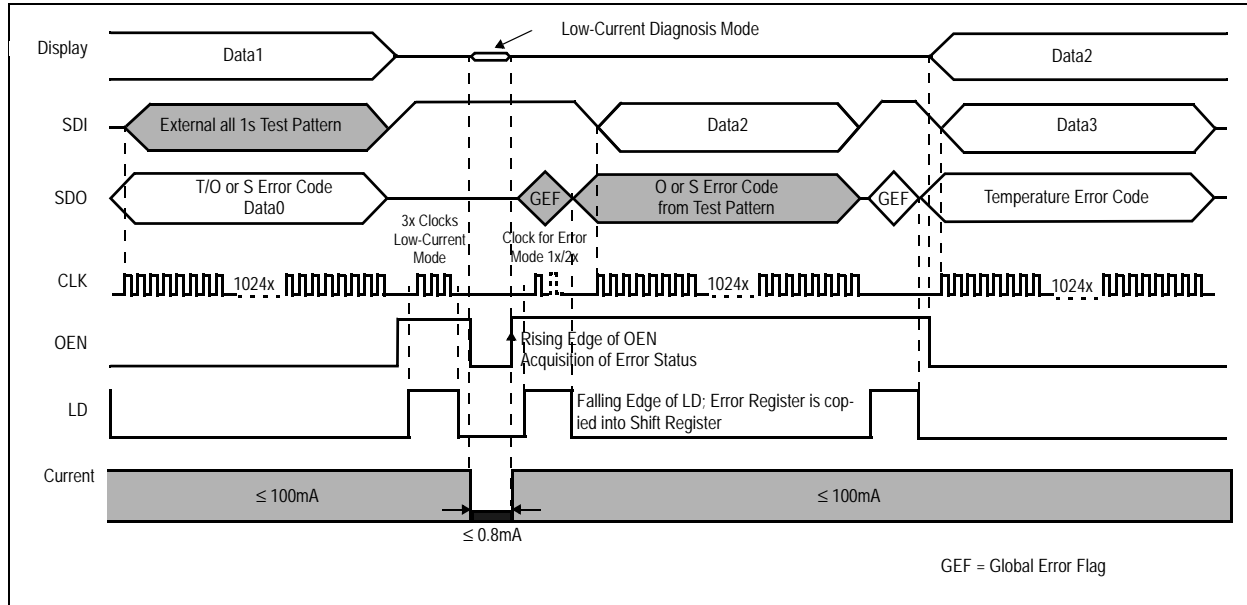 Low-Current Diagnosis Mode
Display
Data1
Data2
SDI
External all 1s Test Pattern
Data2
Data3
SDO
T/O or S Error Code
Data0
GEF
O or S Error Code
from Test Pattern
GEF
Temperature Error Code
3x Clocks
Low-Current
Mode
Clock for Error
Mode 1x/2x
CLK
1024x
1024x
1024x
OEN
Rising Edge of OEN
Acquisition of Error Status
LD
Falling Edge of LD; Error Register is cop-
ied into Shift Register
Current
≤ 100mA
≤ 100mA
≤ 0.8mA
GEF = Global Error Flag